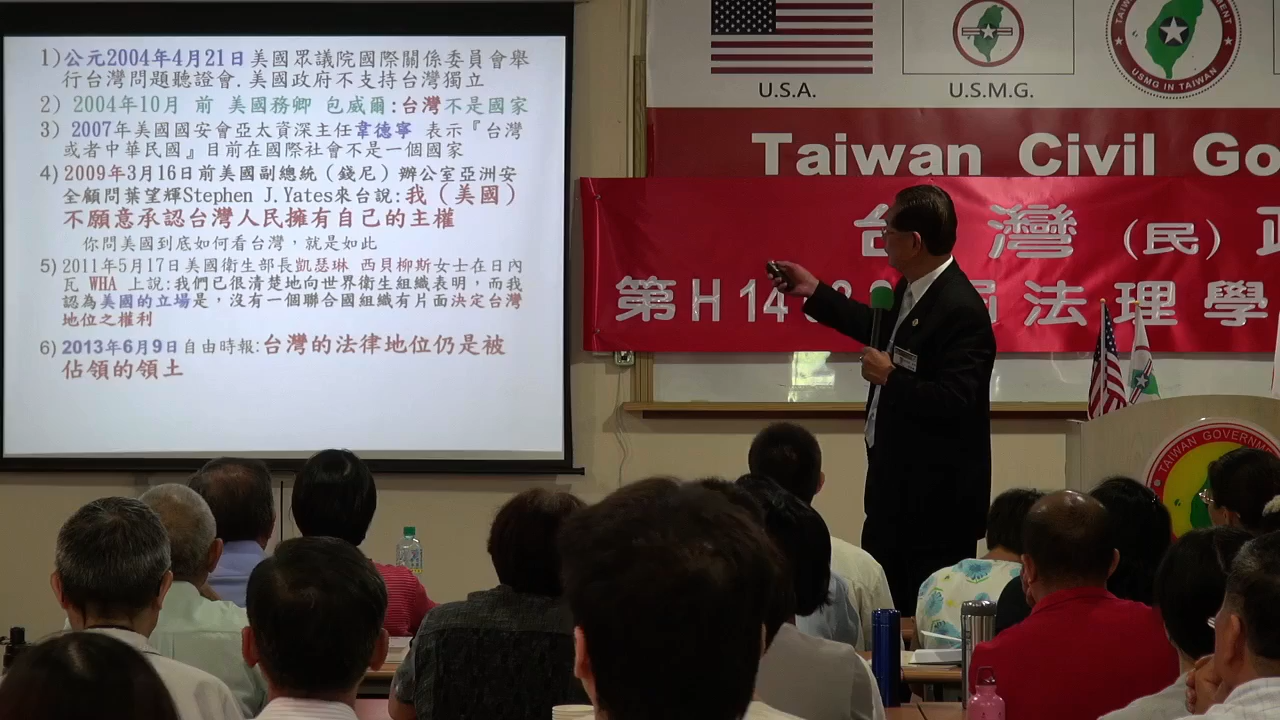 1)公元2004年4月21日美國眾議院國際關係委員會舉
行台灣問題聽證會.美國政府不支持台灣獨立
2) 2004年10月 前 美國務卿 包威爾:台灣不是國家
3) 2007年美國國安會亞太資深主任韋德寧 表示『台灣
或者中華民國』目前在國際社會不是一個國家
4) 2009年3月16日前美國副總統（錢尼）辦公室亞洲安
全顧問葉望輝Stephen J.Yates來台說:我（美國）
不願意承認台灣人民擁有自己的主權
你問美國到底如何看台灣，就是如此
5) 2011年5月17日美國衛生部長凱瑟琳 西貝柳斯女士在日內
瓦 WHA 上說:我們已很清楚地向世界衛生組織表明，而我
認為美國的立場是，沒有一個聯合國組織有片面決定台灣
地位之權利
6) 2013年6月9日自由時報:台灣的法律地位仍是被
佔領的領土
U.S.A.
U.S.M.G.
USMG IN TAIWAN
Taiwan Civil Go
台 灣 (民)
第H14 法理學
TAIWAN GOVERNM